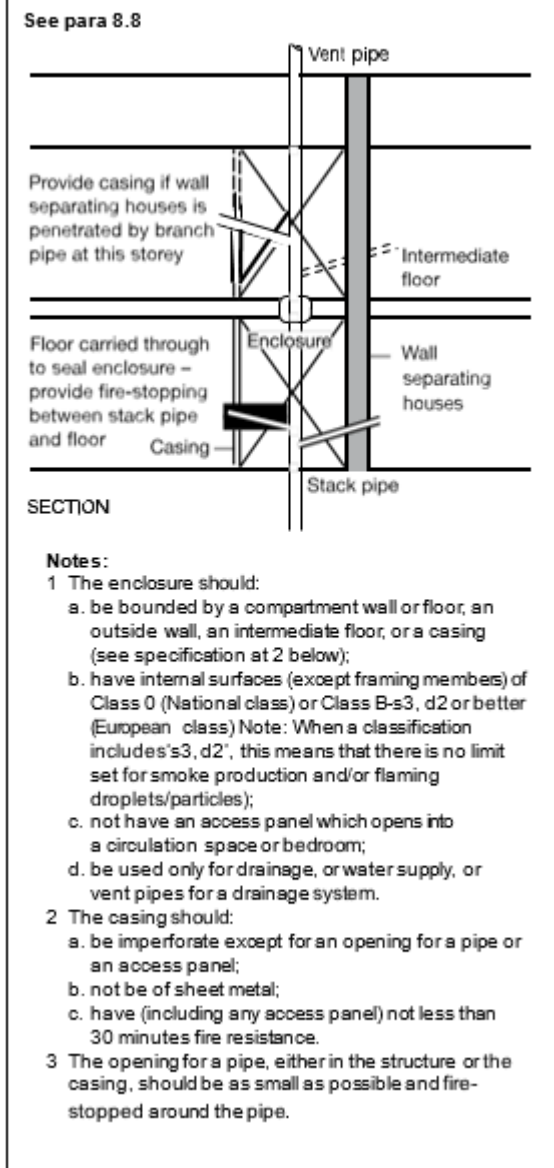 See para 8.8
Vent pipe
Provide casing if wall
separating houses is
penetrated by branch
pipe at this storey
Intermediate
floor
Floor carried through
to seal enclosure –
provide fire-stopping
between stack pipe
and floor
Enclosure
Wall
separating
houses
Casing
Stack pipe
SECTION
Notes:
1 The enclosure should:
a. be bounded by a compartment wall or floor, an
outside wall, an intermediate floor, or a casing
(see specification at 2 below);
b. have internal surfaces (except framing members) of
Class 0 (National class) or Class B-s3, d2 or better
(European class) Note: When a classification
includes's3, d2", this means that there is no limit
set for smoke production and/or flaming
droplets/particles);
c. not have an access panel which opens into
a circulation space or bedroom;
d. be used only for drainage, or water supply, or
vent pipes for a drainage system.
2 The casing should:
a. be imperforate except for an opening for a pipe or
an access panel;
b. not be of sheet metal;
c. have (including any access panel) not less than
30 minutes fire resistance.
3 The opening for a pipe, either in the structure or the
casing, should be as small as possible and fire-
stopped around the pipe.